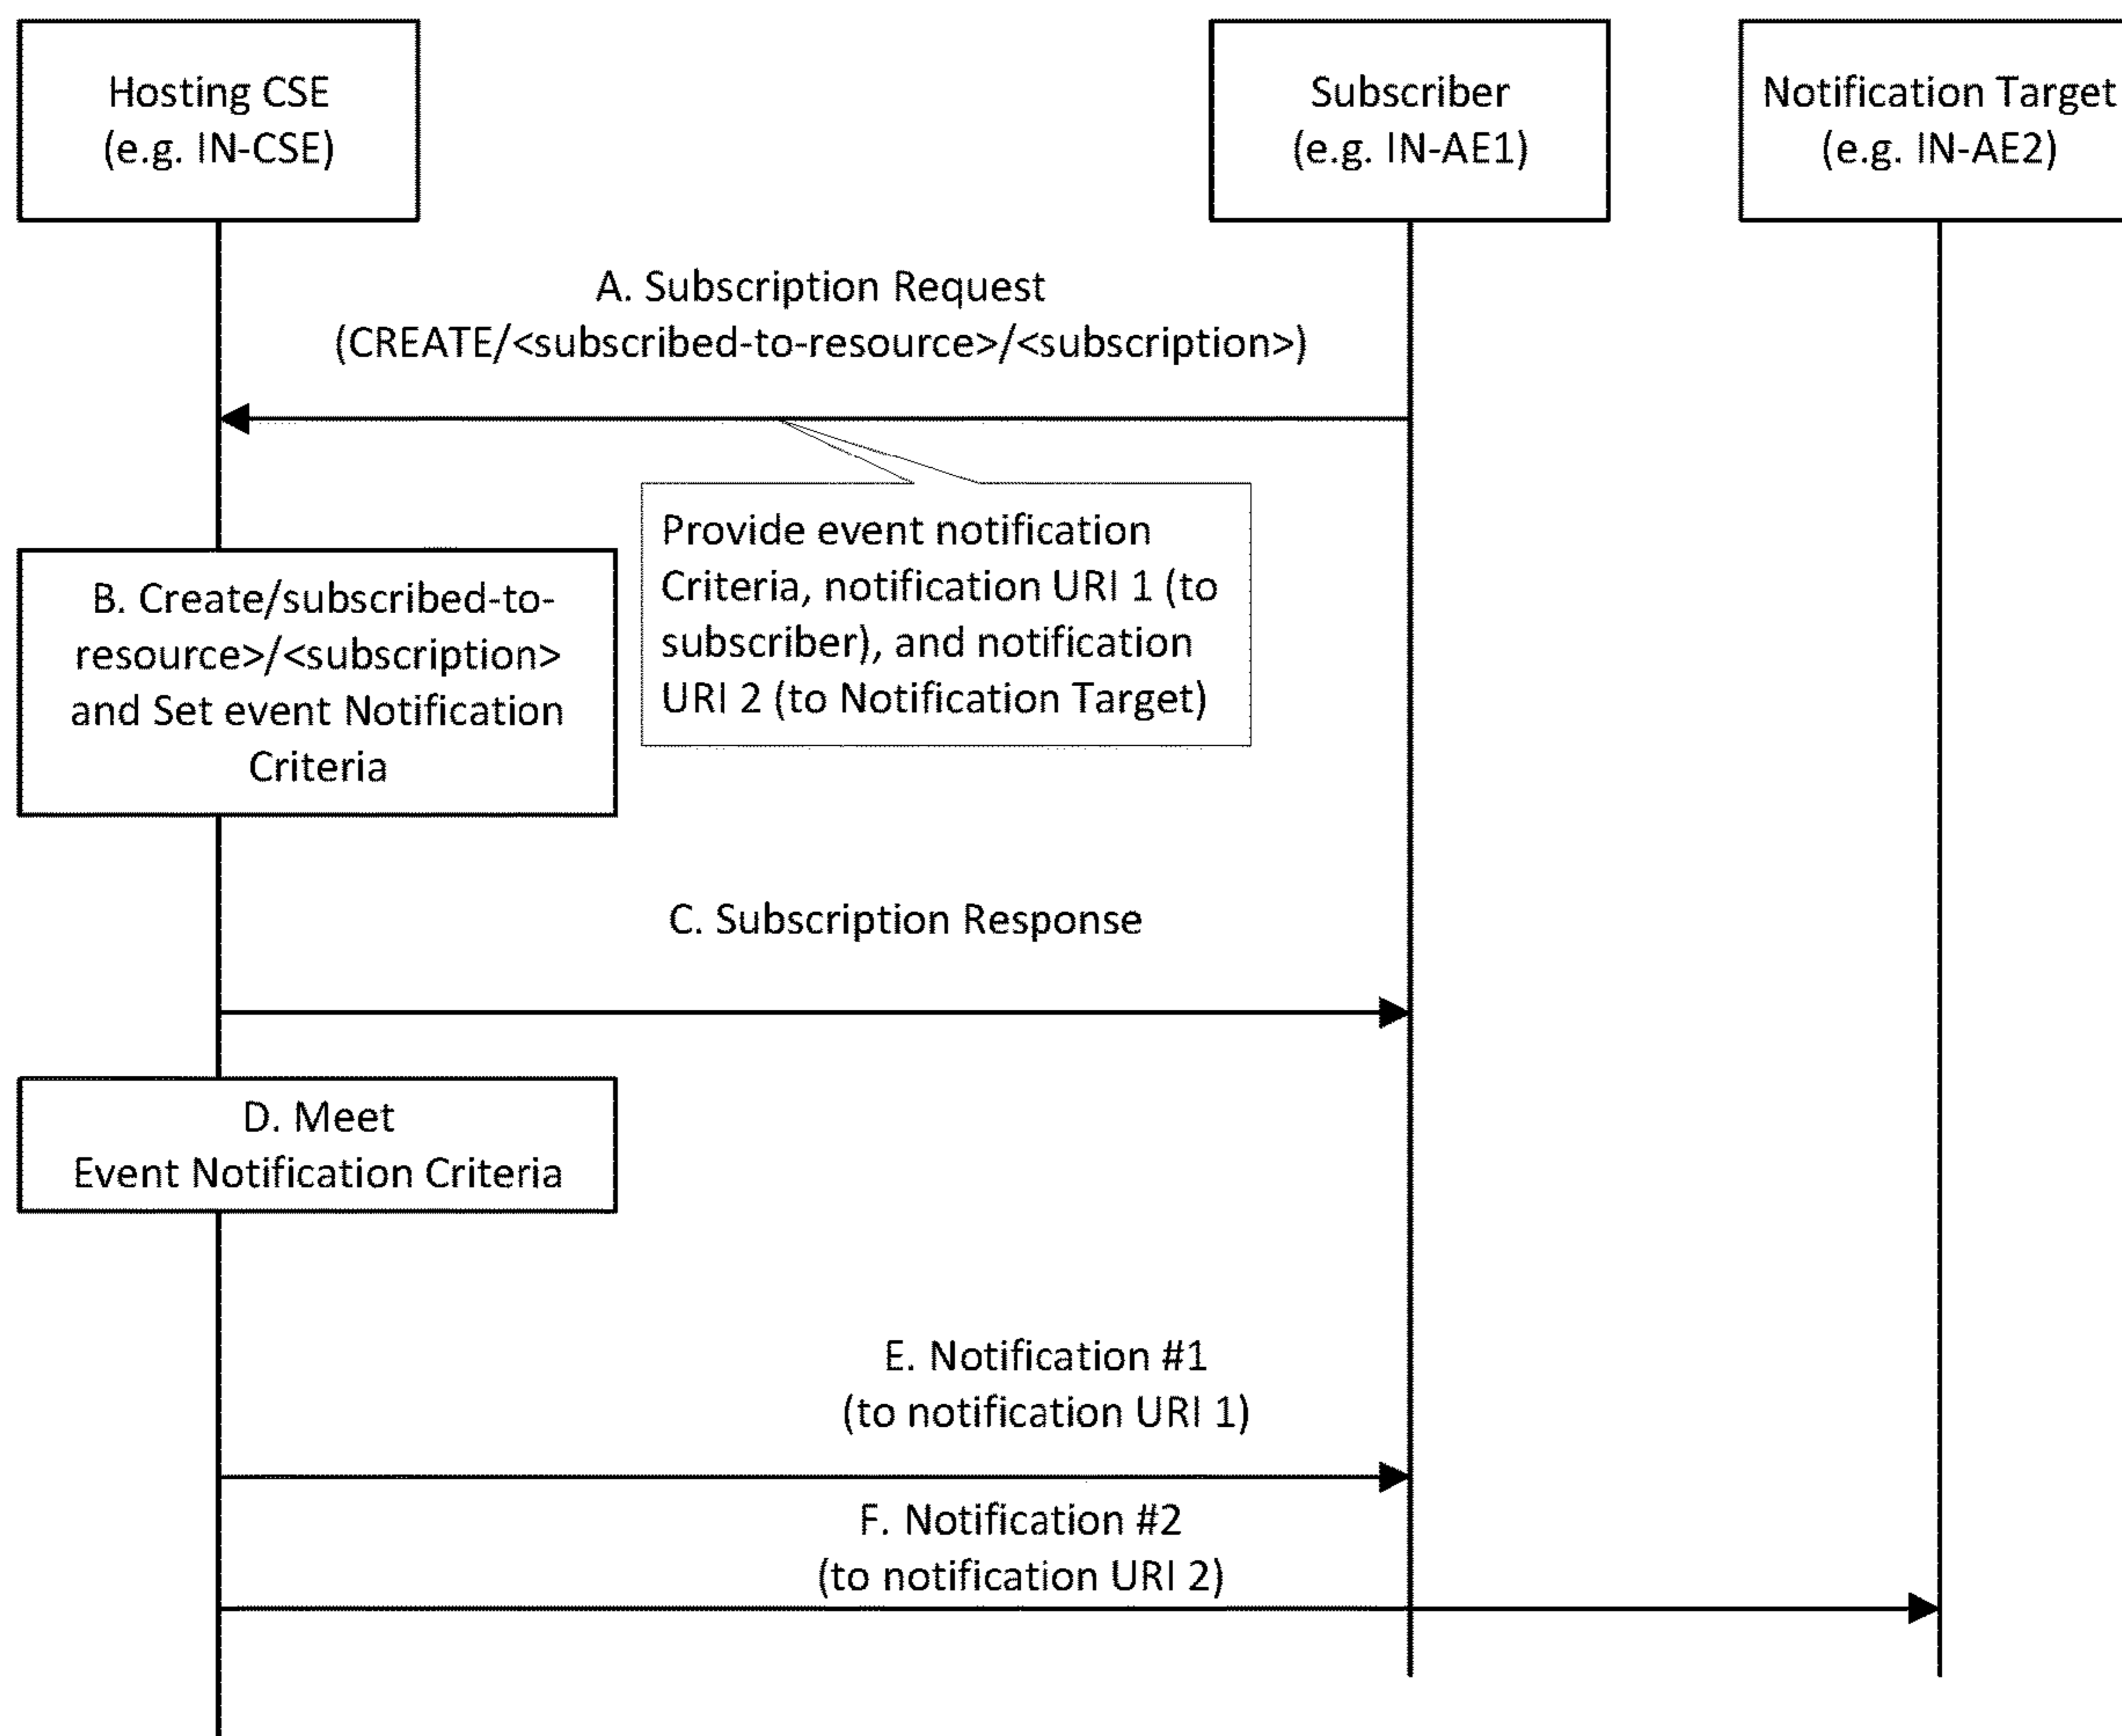 Hosting CSE
(e.g. IN-CSE)
Subscriber
(e.g. IN-AE1)
Notification Target
(e.g. IN-AE2)
A. Subscription Request
(CREATE/<subscribed-to-resource>/<subscription>)
Provide event notification
Criteria, notification URI 1 (to
subscriber), and notification
URI 2 (to Notification Target)
B. Create/subscribed-to-
resource>/<subscription>
and Set event Notification
Criteria
C. Subscription Response
D. Meet
Event Notification Criteria
E. Notification #1
(to notification URI 1)
F. Notification #2
(to notification URI 2)